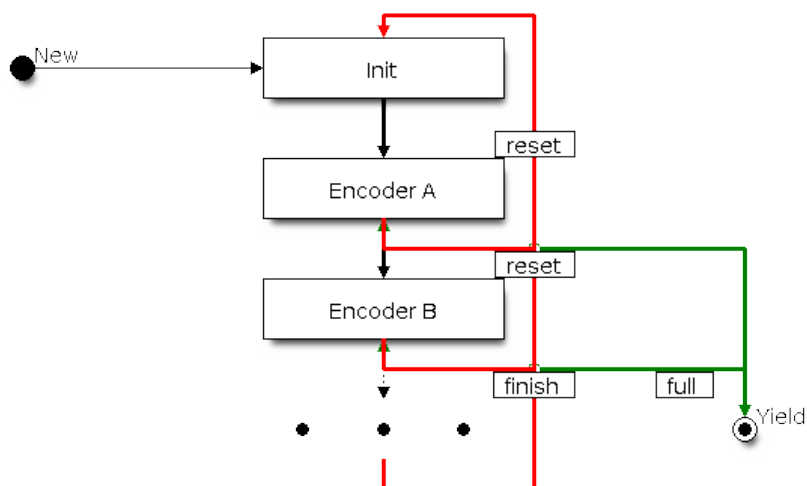 New
Init
reset
Encoder A
reset
Encoder B
finish
full
Yield